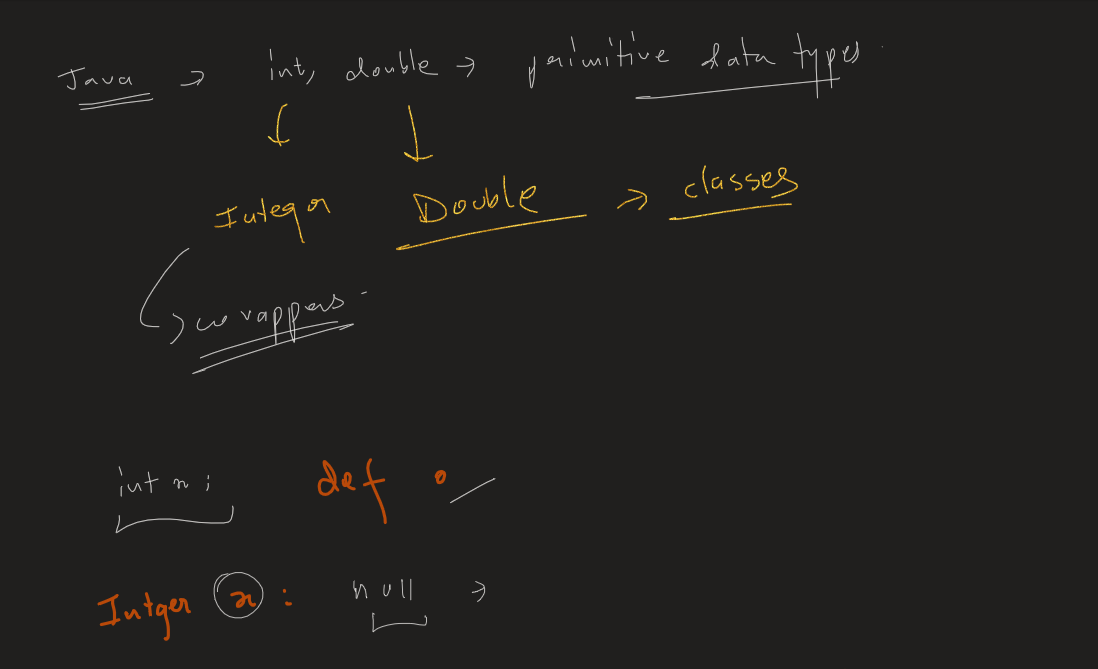 Java → int, double → primitive data types
Integer Double → classes
wrappers
int x; def 0
Intger x: null →